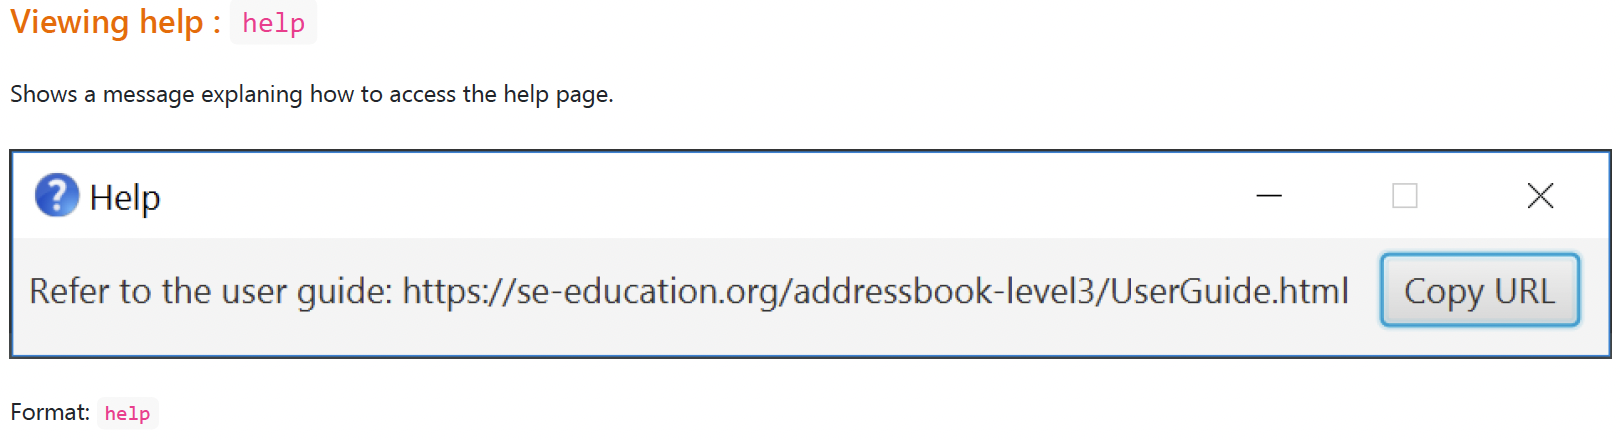 Viewing help : help
Shows a message explaning how to access the help page.
Help
Refer to the user guide: https://se-education.org/addressbook-level3/UserGuide.html Copy URL
Format: help